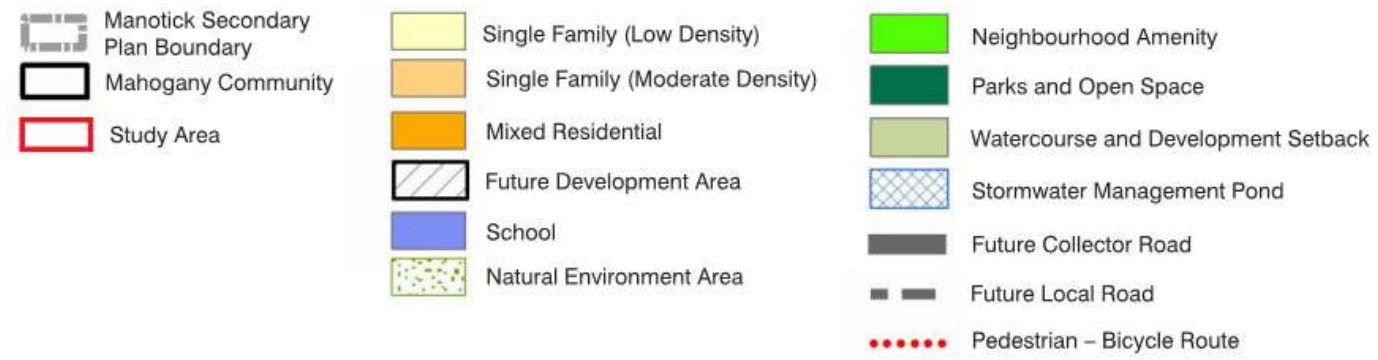 Manotick Secondary
Plan Boundary
Mahogany Community
Study Area
Single Family (Low Density)
Single Family (Moderate Density)
Mixed Residential
Future Development Area
School
Natural Environment Area
Neighbourhood Amenity
Parks and Open Space
Watercourse and Development Setback
Stormwater Management Pond
Future Collector Road
Future Local Road
Pedestrian – Bicycle Route